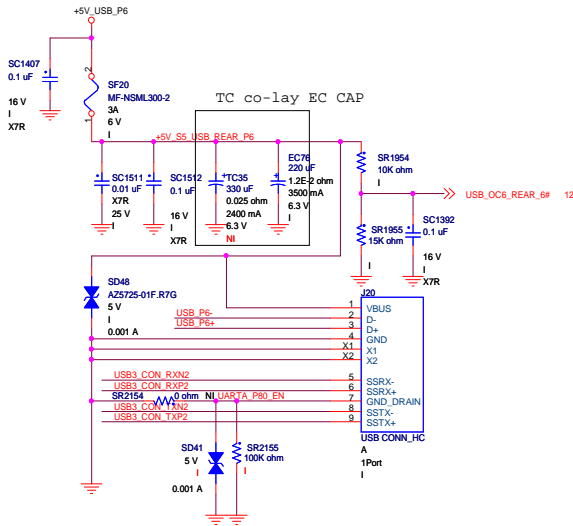 +5V_USB_P6
SC1407
0.1 uF
16 V
I
X7R
2
SF20
MF-NSML300-2
3A
6 V
I
1
TC co-lay EC CAP
+5V_S5_USB_REAR_P6
SC1511
0.01 uF
X7R
25 V
I
SC1512
0.1 uF
16 V
I
X7R
+TC35
330 uF
0.025 ohm
2400 mA
6.3 V
NI
EC76
220 uF
1.2E-2 ohm
3500 mA
6.3 V
I
SR1954
10K ohm
I
USB_OC6_REAR_6# 12
SR1955
15K ohm
I
SC1392
0.1 uF
16 V
I
X7R
SD48
AZ5725-01F.R7G
5 V
I
0.001 A
J20
1 VBUS
USB_P6- 2 D-
USB_P6+ 3 D+
4 GND
X1 X1
X2 X2
USB3_CON_RXN2 5 SSRX-
USB3_CON_RXP2 6 SSRX+
SR2154 0 ohm NI UARTA_P80_EN 7 GND_DRAIN
USB3_CON_TXN2 8 SSTX-
USB3_CON_TXP2 9 SSTX+
USB CONN_HC
A
1Port
I
SD41
5 V
I
0.001 A
SR2155
100K ohm
I